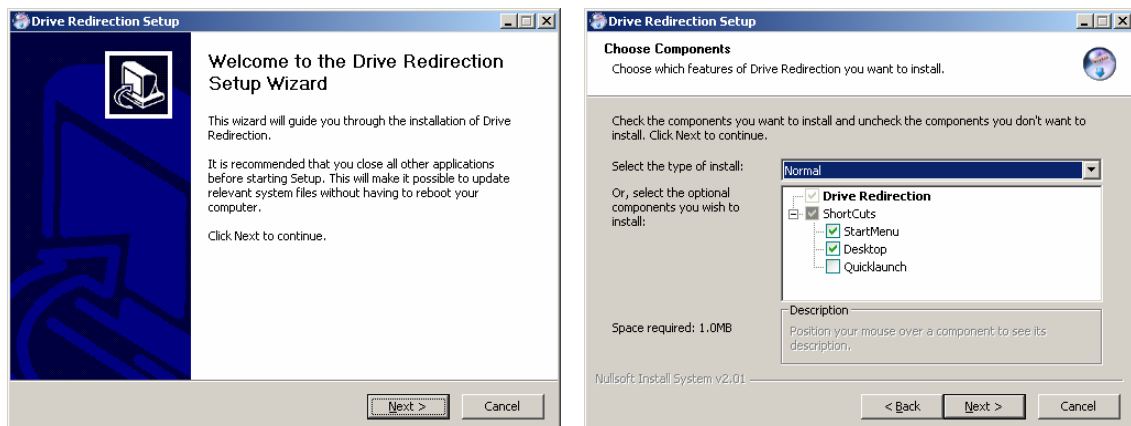 Drive Redirection Setup
Welcome to the Drive Redirection
Setup Wizard
This wizard will guide you through the installation of Drive
Redirection.
It is recommended that you close all other applications
before starting Setup. This will make it possible to update
relevant system files without having to reboot your
computer.
Click Next to continue.
Next >
Cancel
Drive Redirection Setup
Choose Components
Choose which features of Drive Redirection you want to install.
Check the components you want to install and uncheck the components you don't want to
install. Click Next to continue.
Select the type of install:
Normal
Or, select the optional
components you wish to
install:
Drive Redirection
ShortCuts
StartMenu
Desktop
Quicklaunch
Space required: 1.0MB
Description
Position your mouse over a component to see its
description.
Nullsoft Install System v2.01
< Back
Next >
Cancel